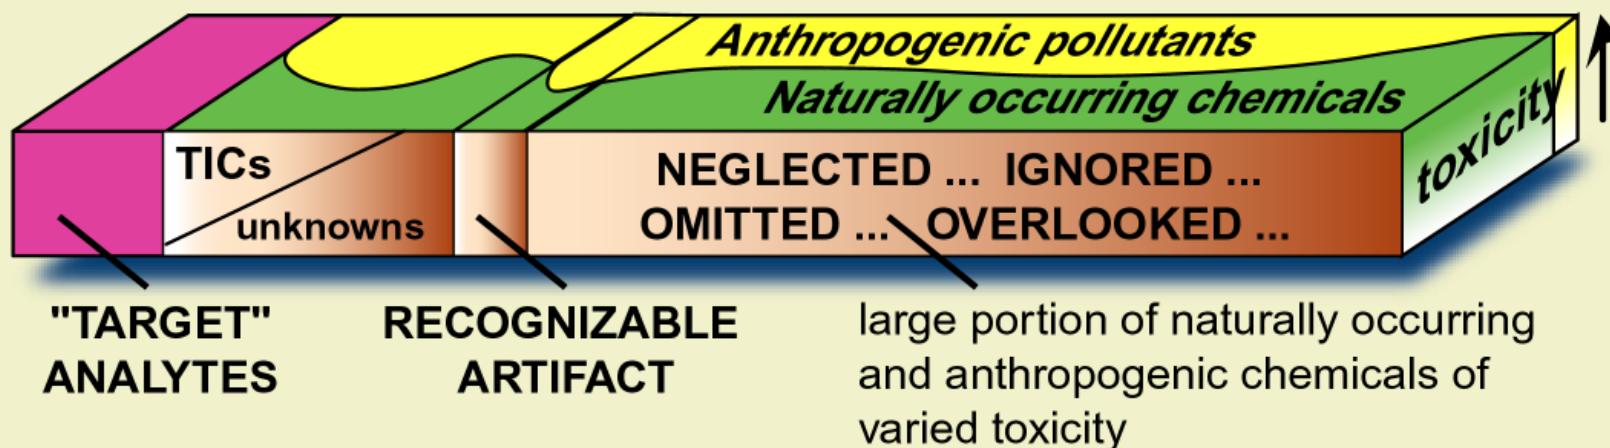 Anthropogenic pollutants
Naturally occurring chemicals
toxicity
TICs
unknowns
NEGLECTED ... IGNORED ...
OMITTED ... OVERLOOKED ...
"TARGET"
ANALYTES
RECOGNIZABLE
ARTIFACT
large portion of naturally occurring
and anthropogenic chemicals of
varied toxicity